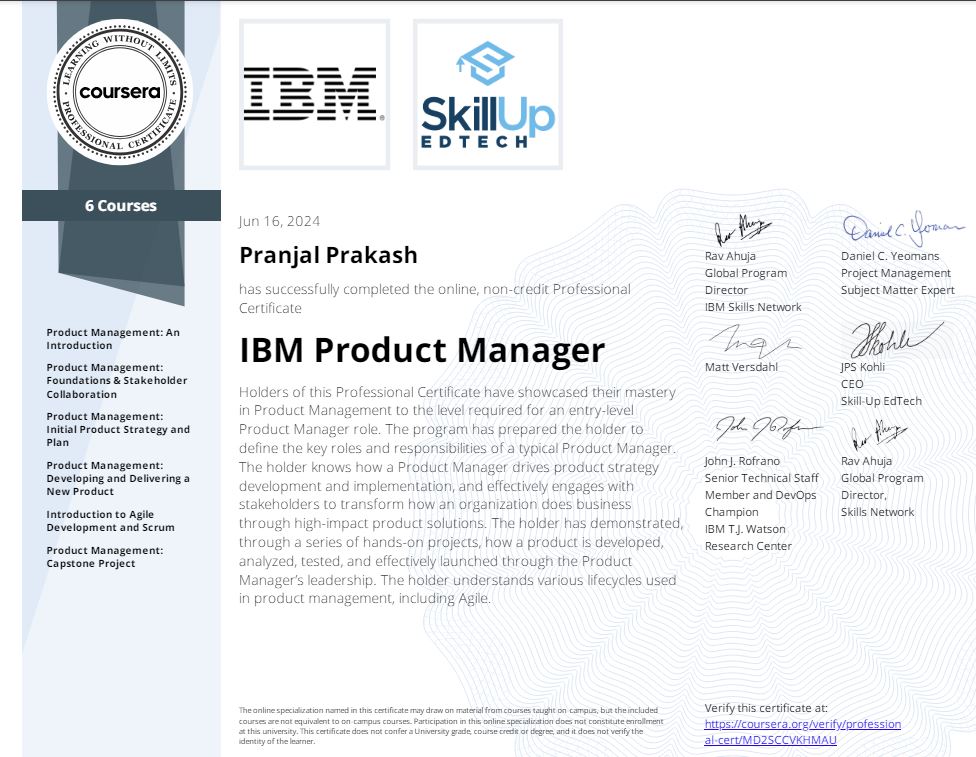 LEARNING WITHOUT LIMITS
coursera
PROFESSIONAL CERTIFICATE
IBM
®
SkillUp
EDTECH
6 Courses
Product Management: An
Introduction
Product Management:
Foundations & Stakeholder
Collaboration
Product Management:
Initial Product Strategy and
Plan
Product Management:
Developing and Delivering a
New Product
Introduction to Agile
Development and Scrum
Product Management:
Capstone Project
Jun 16, 2024
Pranjal Prakash
has successfully completed the online, non-credit Professional
Certificate
IBM Product Manager
Holders of this Professional Certificate have showcased their mastery
in Product Management to the level required for an entry-level
Product Manager role. The program has prepared the holder to
define the key roles and responsibilities of a typical Product Manager.
The holder knows how a Product Manager drives product strategy
development and implementation, and effectively engages with
stakeholders to transform how an organization does business
through high-impact product solutions. The holder has demonstrated,
through a series of hands-on projects, how a product is developed,
analyzed, tested, and effectively launched through the Product
Manager’s leadership. The holder understands various lifecycles used
in product management, including Agile.
The online specialization named in this certificate may draw on material from courses taught on-campus, but the included
courses are not equivalent to on-campus courses. Participation in this online specialization does not constitute enrollment
at this university. This certificate does not confer a University grade, course credit or degree, and it does not verify the
identity of the learner.
Rav Ahuja
Global Program
Director
IBM Skills Network
Daniel C. Yeoman
Daniel C. Yeomans
Project Management
Subject Matter Expert
Matt Versdahl
JPS Kohli
CEO
Skill-Up EdTech
John J. Rofrano
Senior Technical Staff
Member and DevOps
Champion
IBM T.J. Watson
Research Center
Rav Ahuja
Global Program
Director,
Skills Network
Verify this certificate at:
https://coursera.org/verify/profession
al-cert/MD2SCCVKHMAU